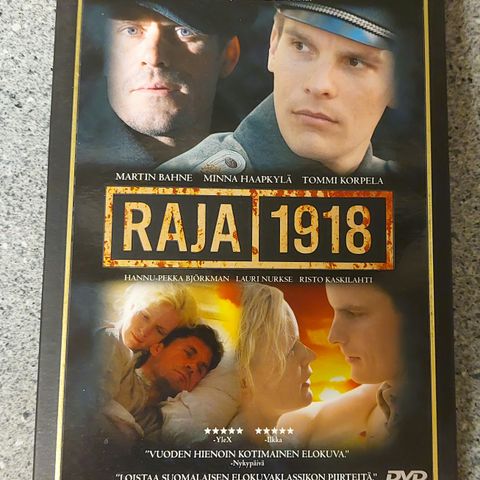 MARTIN BAHNE MINNA HAAPKYLÄ TOMMI KORPELA
RAJA 1918
HANNU-PEKKA BJÖRKMAN LAURI NURKSE RISTO KASKILAHTI
★★★★★ ★★★★★
-YleX -Ilkka
"VUODEN HIENOIN KOTIMAINEN ELOKUVA."
-Nykypäivä
"LOISTAA SUOMALAISEN ELOKUVAKLASSIKON PIIRTEITÄ."
DVD